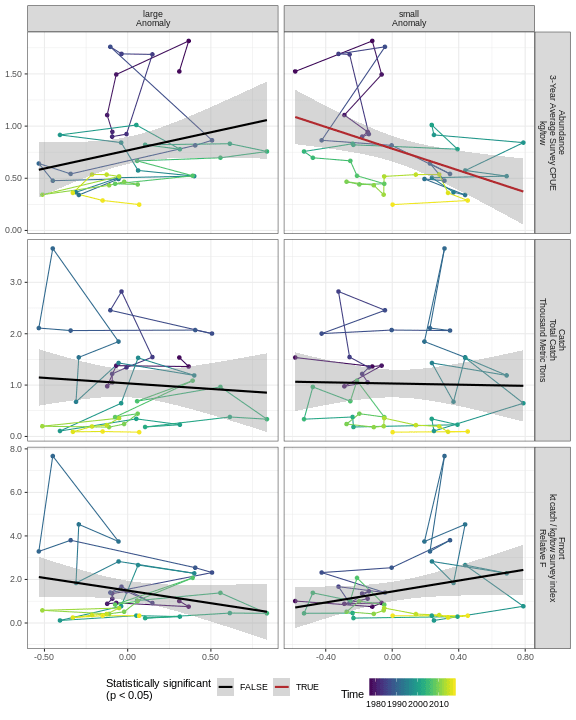 large
Anomaly
small
Anomaly
1.50
1.00
0.50
0.00
Abundance
3-Year Average Survey CPUE
kg/tow
3.0
2.0
1.0
0.0
Catch
Total Catch
Thousand Metric Tons
8.0
6.0
4.0
2.0
0.0
Fmort
kt catch / kg/tow survey index
Relative F
-0.50 0.00 0.50
-0.40 0.00 0.40 0.80
Statistically significant
(p < 0.05)
FALSE
TRUE
Time
1980 1990 2000 2010